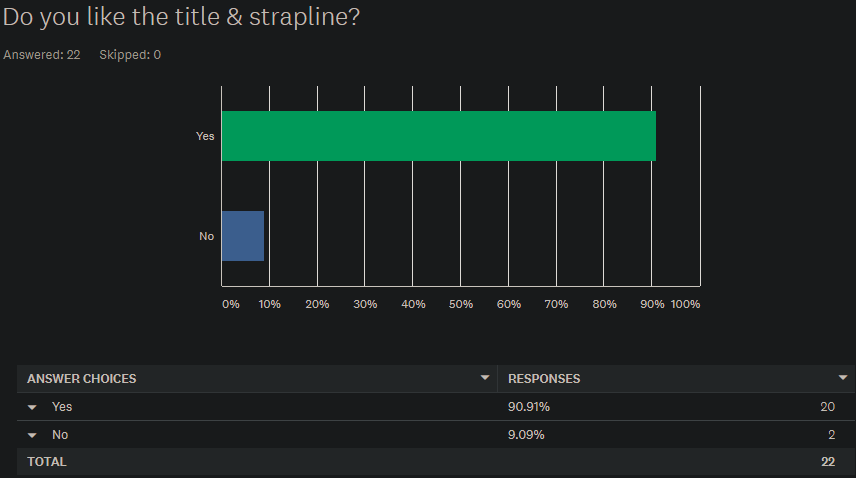 Do you like the title & strapline?
Answered: 22 Skipped: 0
Yes
No
0% 10% 20% 30% 40% 50% 60% 70% 80% 90% 100%
ANSWER CHOICES RESPONSES
Yes 90.91% 20
No 9.09% 2
TOTAL 22